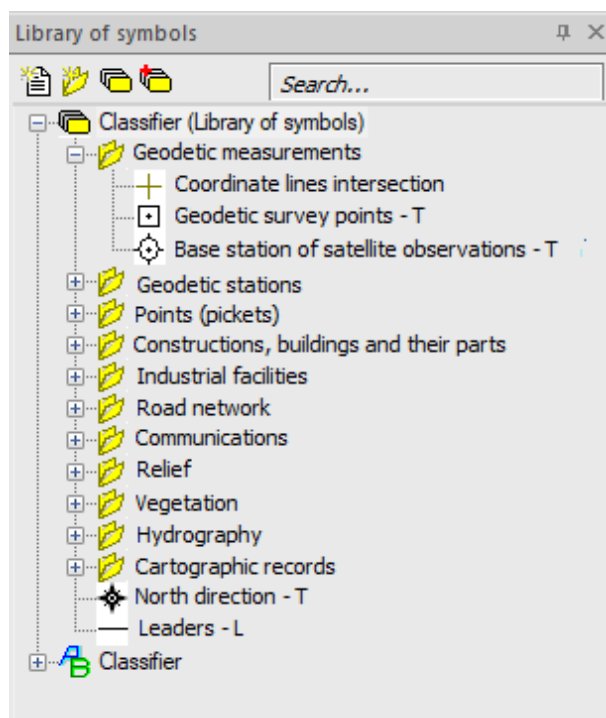 Library of symbols
Search...
Classifier (Library of symbols)
Geodetic measurements
Coordinate lines intersection
Geodetic survey points - T
Base station of satellite observations - T
Geodetic stations
Points (pickets)
Constructions, buildings and their parts
Industrial facilities
Road network
Communications
Relief
Vegetation
Hydrography
Cartographic records
North direction - T
Leaders - L
Classifier